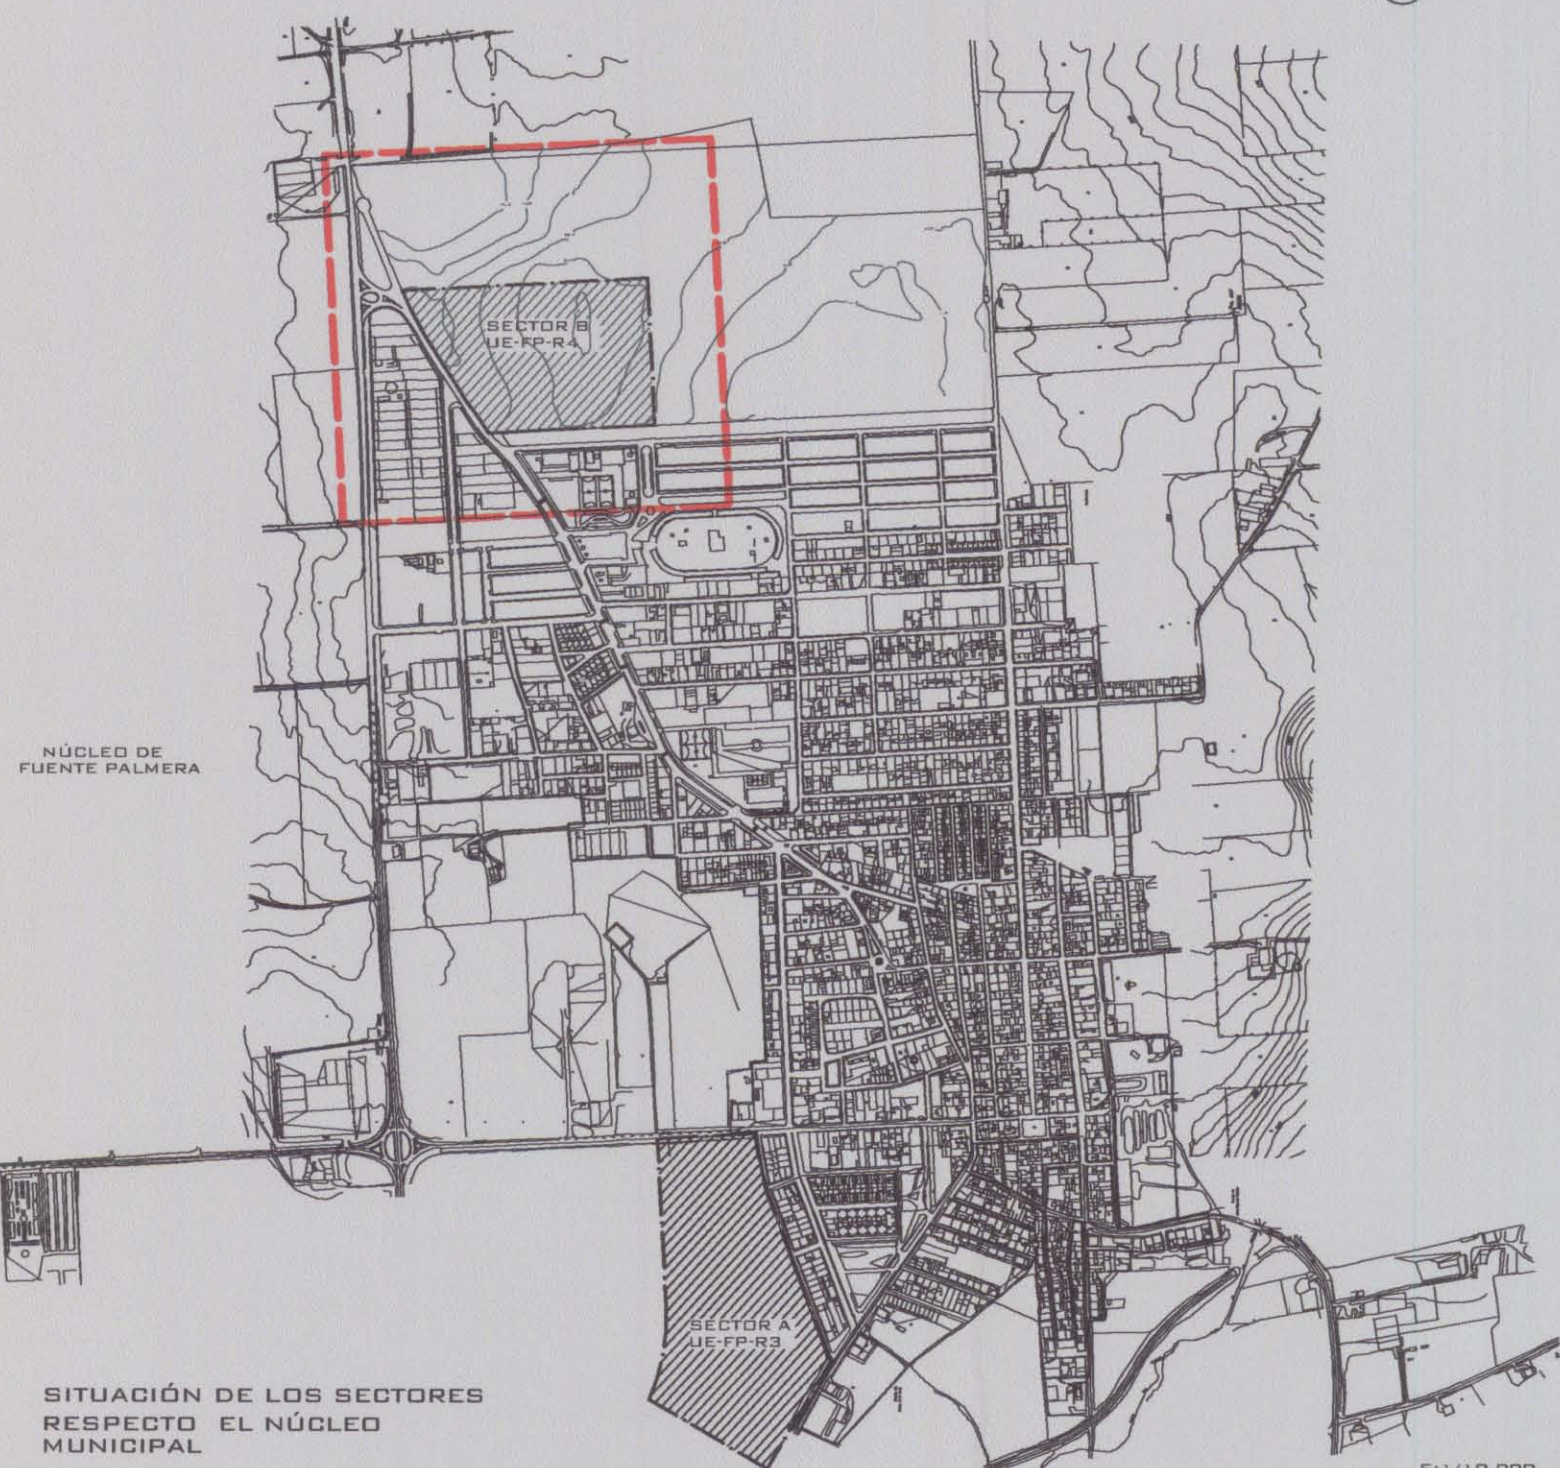 SECTOR B
UE-FP-R4
NÚCLEO DE
FUENTE PALMERA
SECTOR A
UE-FP-R3
SITUACIÓN DE LOS SECTORES
RESPECTO EL NÚCLEO
MUNICIPAL